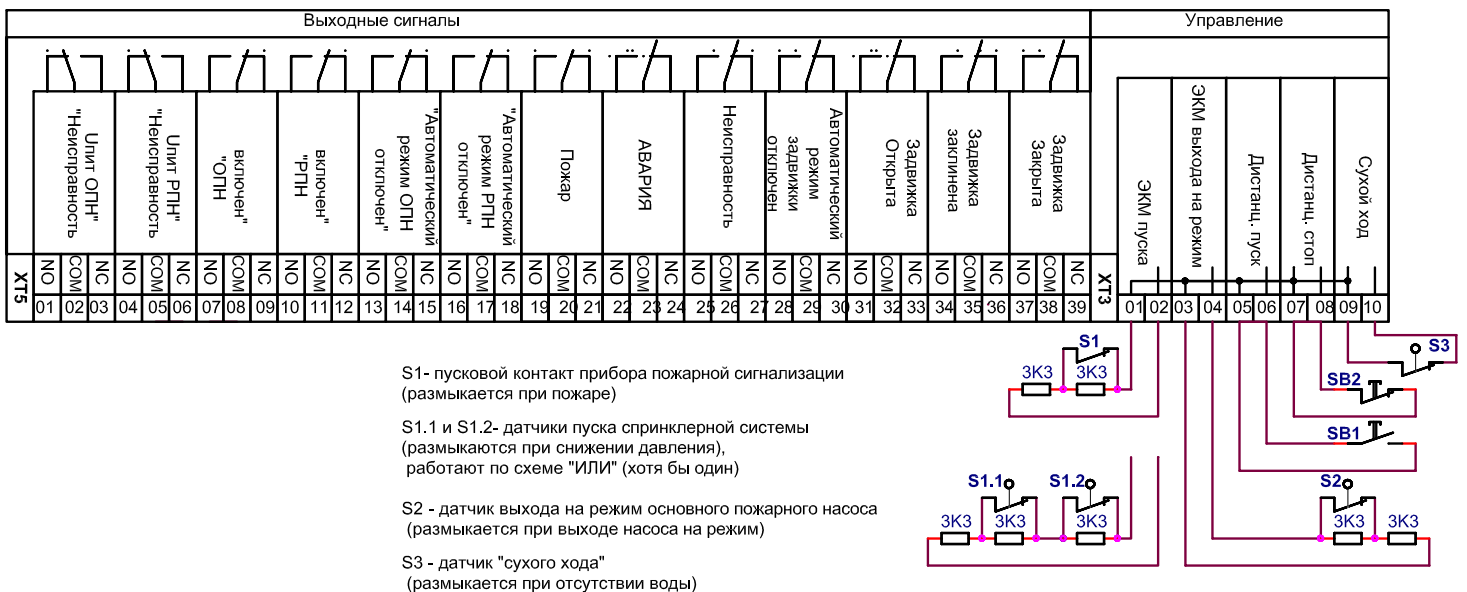 Выходные сигналы
Управление
"Неисправность
Uпит ОПН"
"Неисправность
Uпит РПН"
"ОПН
включен"
"РПН
включен"
"Автоматический
режим ОПН
отключен"
"Автоматический
режим РПН
отключен"
Пожар
АВАРИЯ
Неисправность
Автоматический
режим
задвижки
отключен
Задвижка
Открыта
Задвижка
заклинена
Задвижка
Закрыта
ЭКМ пуска
ЭКМ выхода на режим
Дистанц. пуск
Дистанц. стоп
Сухой ход
XT5
NO COM NC NO COM NC NO COM NC NO COM NC NO COM NC NO COM NC NO COM NC NO COM NC NO COM NC NO COM NC NO COM NC NO COM NC NO COM NC
01 02 03 04 05 06 07 08 09 10 11 12 13 14 15 16 17 18 19 20 21 22 23 24 25 26 27 28 29 30 31 32 33 34 35 36 37 38 39
XT3
01 02 03 04 05 06 07 08 09 10
S1
3K3 3K3
S3
SB2
SB1
S1.1 S1.2
3K3 3K3 3K3
S2
3K3 3K3
S1- пусковой контакт прибора пожарной сигнализации
(размыкается при пожаре)
S1.1 и S1.2- датчики пуска спринклерной системы
(размыкаются при снижении давления),
работают по схеме "ИЛИ" (хотя бы один)
S2 - датчик выхода на режим основного пожарного насоса
(размыкается при выходе насоса на режим)
S3 - датчик "сухого хода"
(размыкается при отсутствии воды)